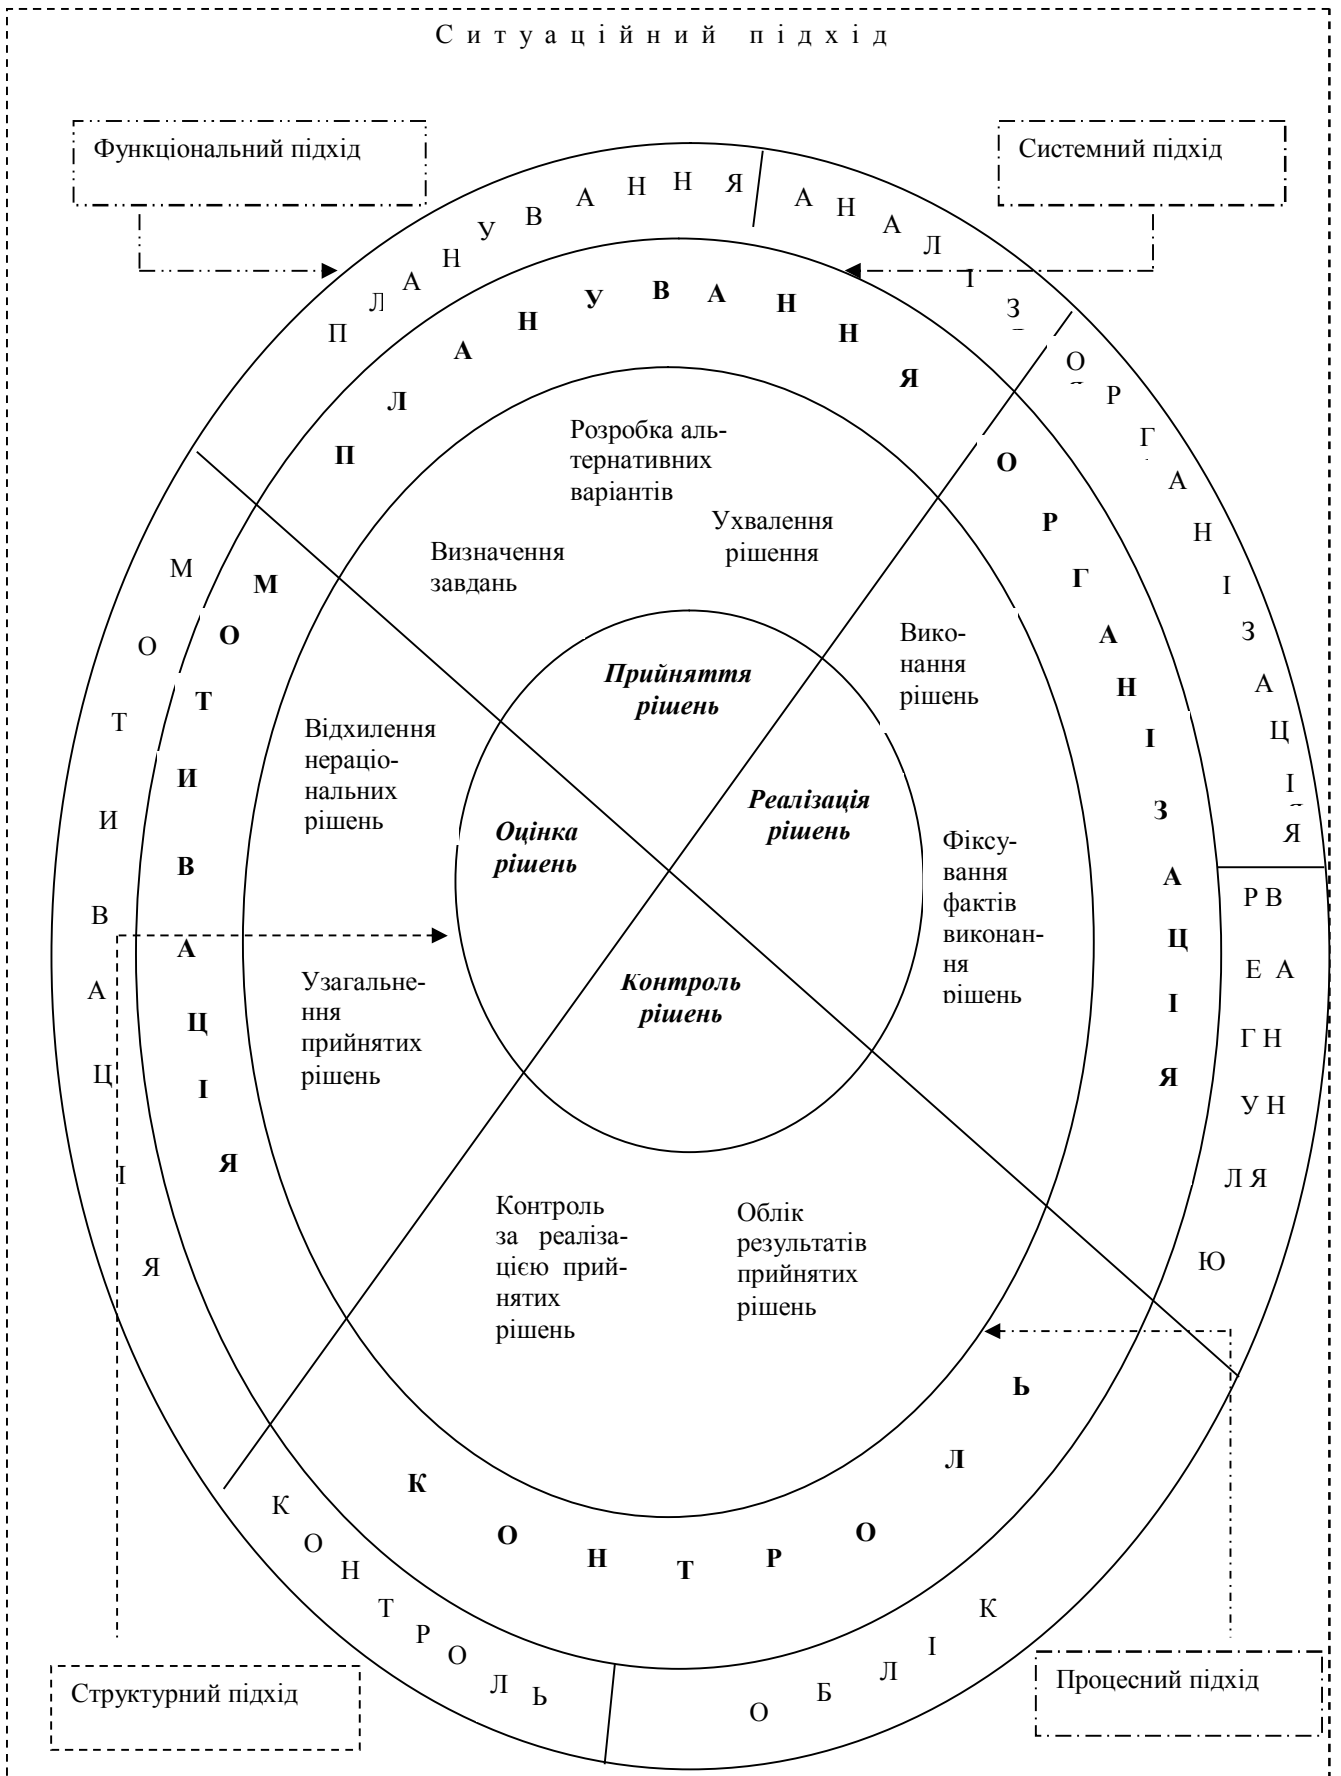 Ситуаційний підхід
Функціональний підхід
Системний підхід
ПЛАНУВАННЯ
АНАЛІЗ
ОРГАНІЗАЦІЯ
РЕГУЛЮВАННЯ
ОБЛІК
КОНТРОЛЬ
МОТИВАЦІЯ
ПЛАНУВАННЯ
ОРГАНІЗАЦІЯ
КОНТРОЛЬ
МОТИВАЦІЯ
Розробка аль-
тернативних
варіантів
Ухвалення
рішення
Визначення
завдань
Вико-
нання
рішень
Прийняття
рішень
Відхилення
нераціо-
нальних
рішень
Реалізація
рішень
Оцінка
рішень
Фіксу-
вання
фактів
виконан-
ня
рішень
Узагальне-
ння
прийнятих
рішень
Контроль
рішень
Контроль
за реаліза-
цією прий-
нятих
рішень
Облік
результатів
прийнятих
рішень
Структурний підхід
Процесний підхід